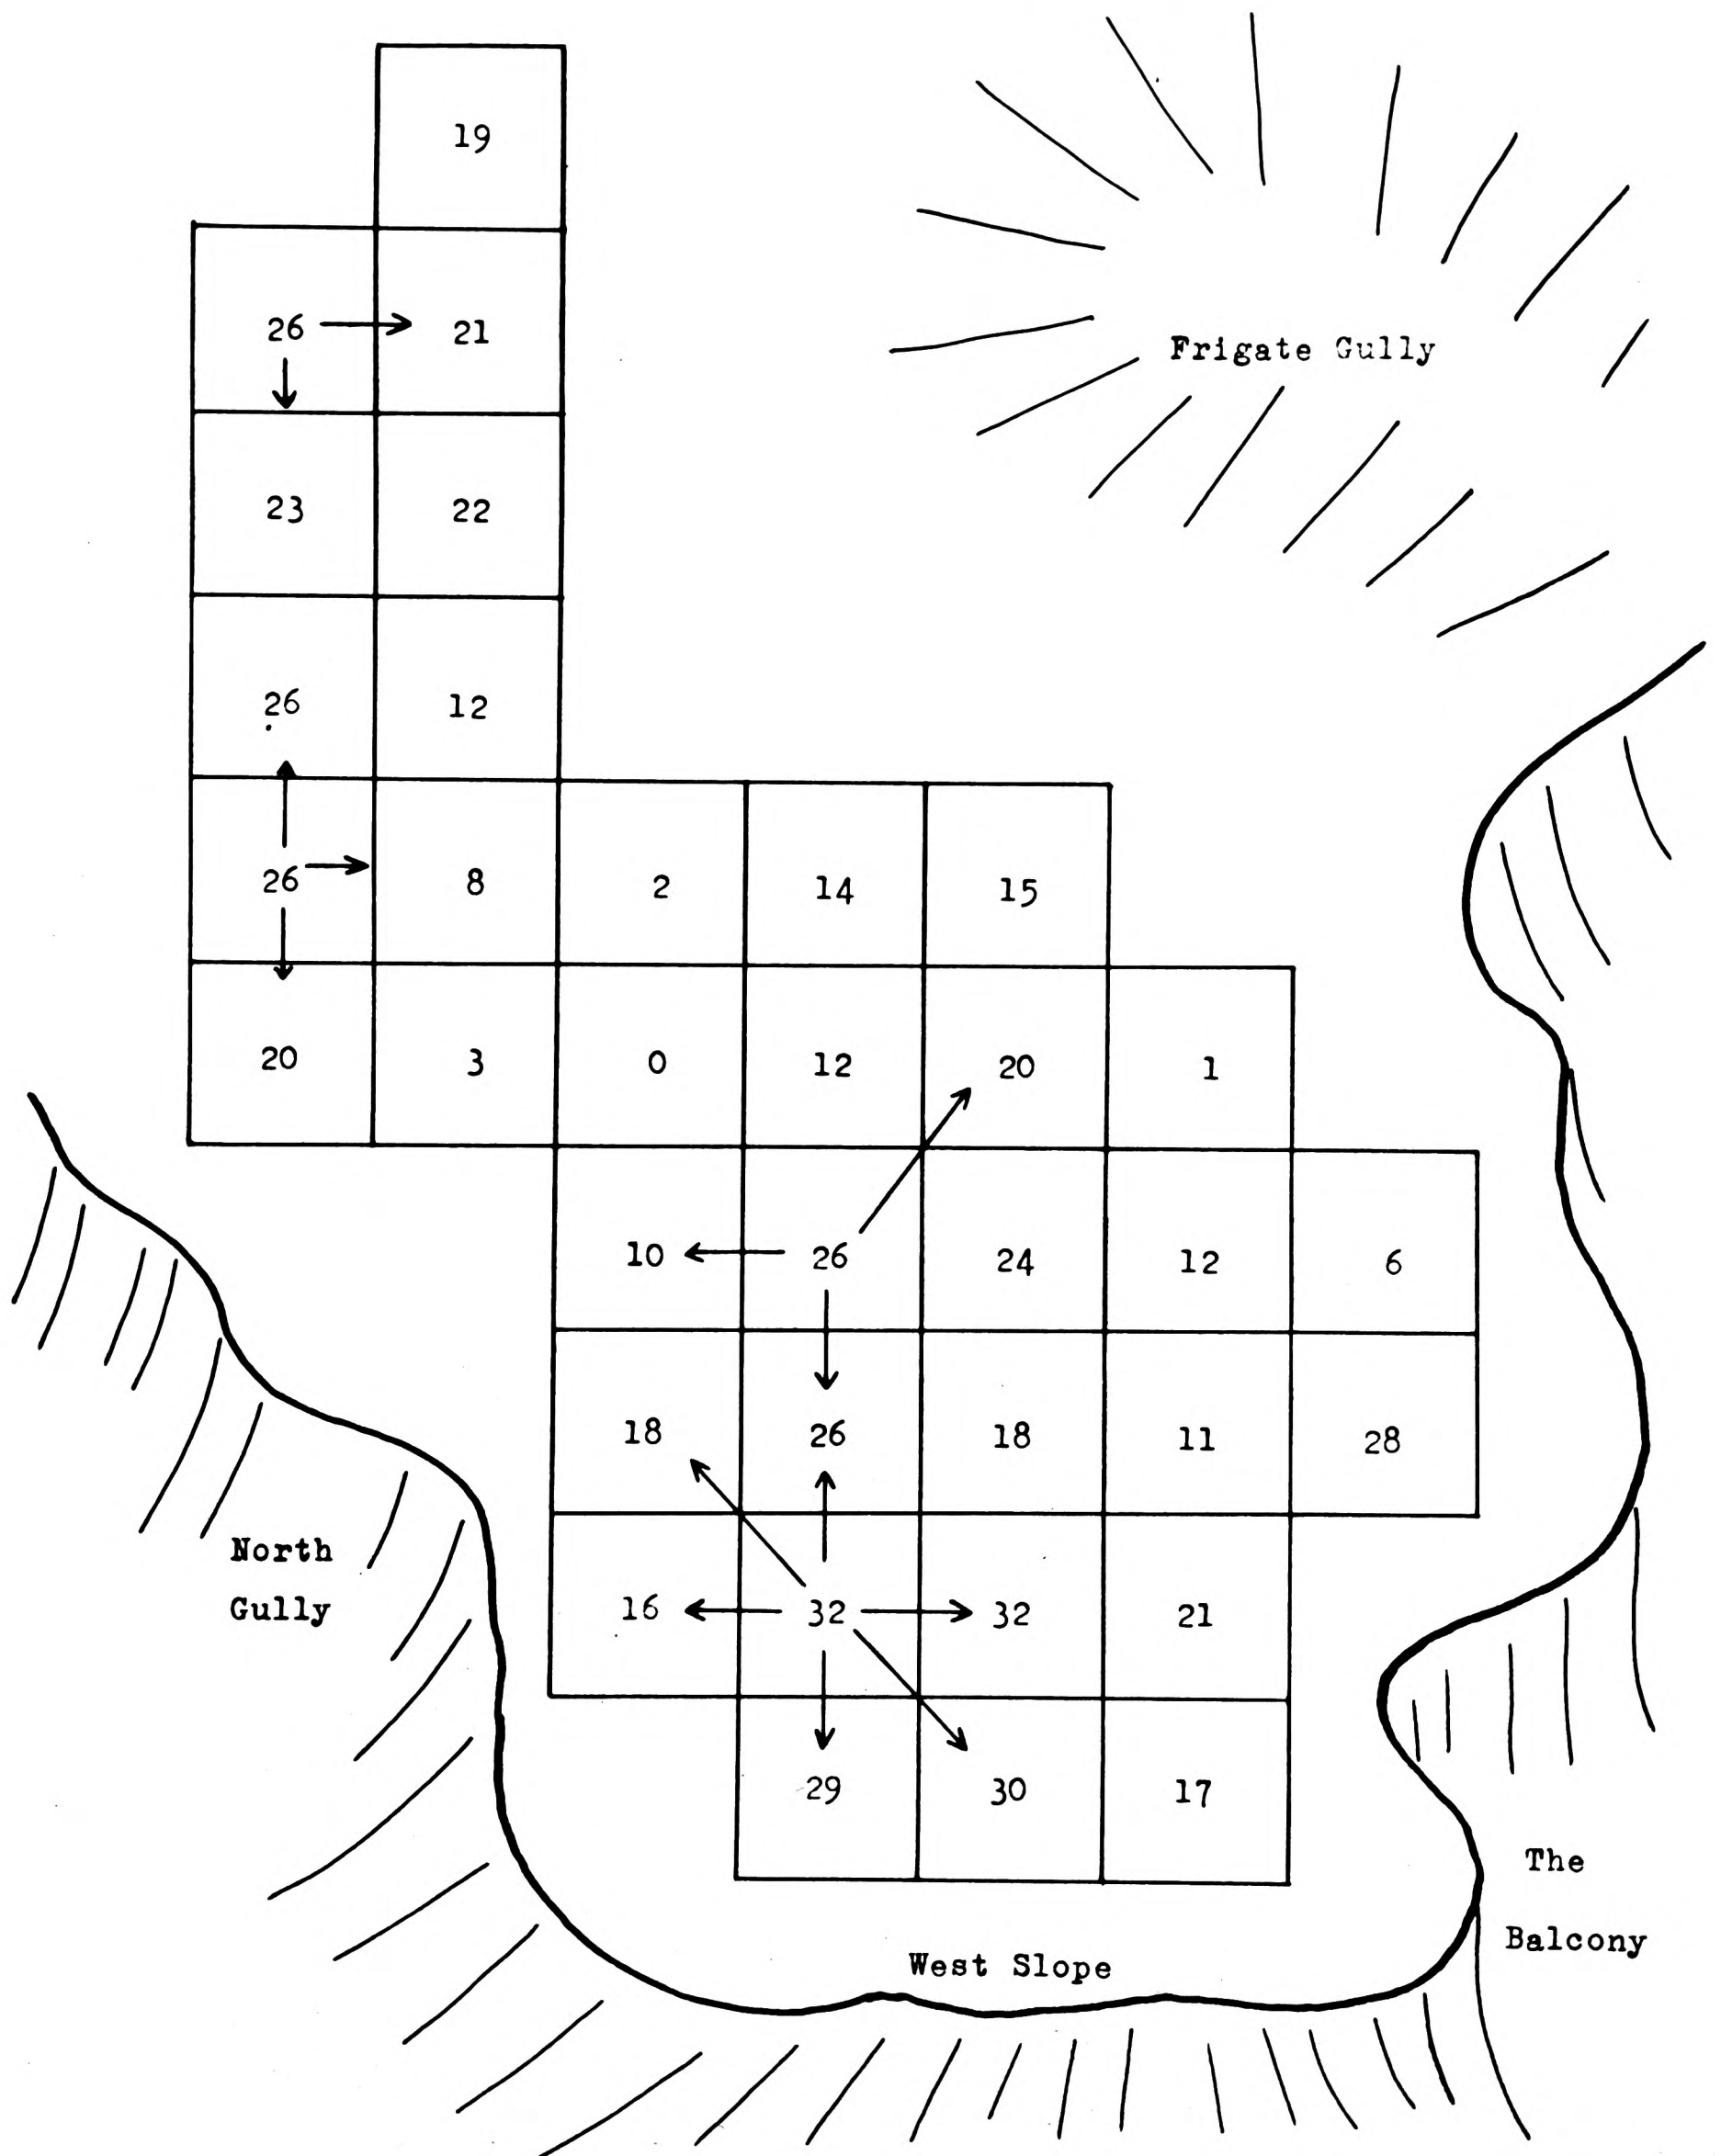 19
26 21
Frigate Gully
23 22
26 12
26 8 2 14 15
20 3 0 12 20 1
10 26 24 12 6
18 26 18 11 28
North
Gully
16 32 32 21
29 30 17
The
Balcony
West Slope